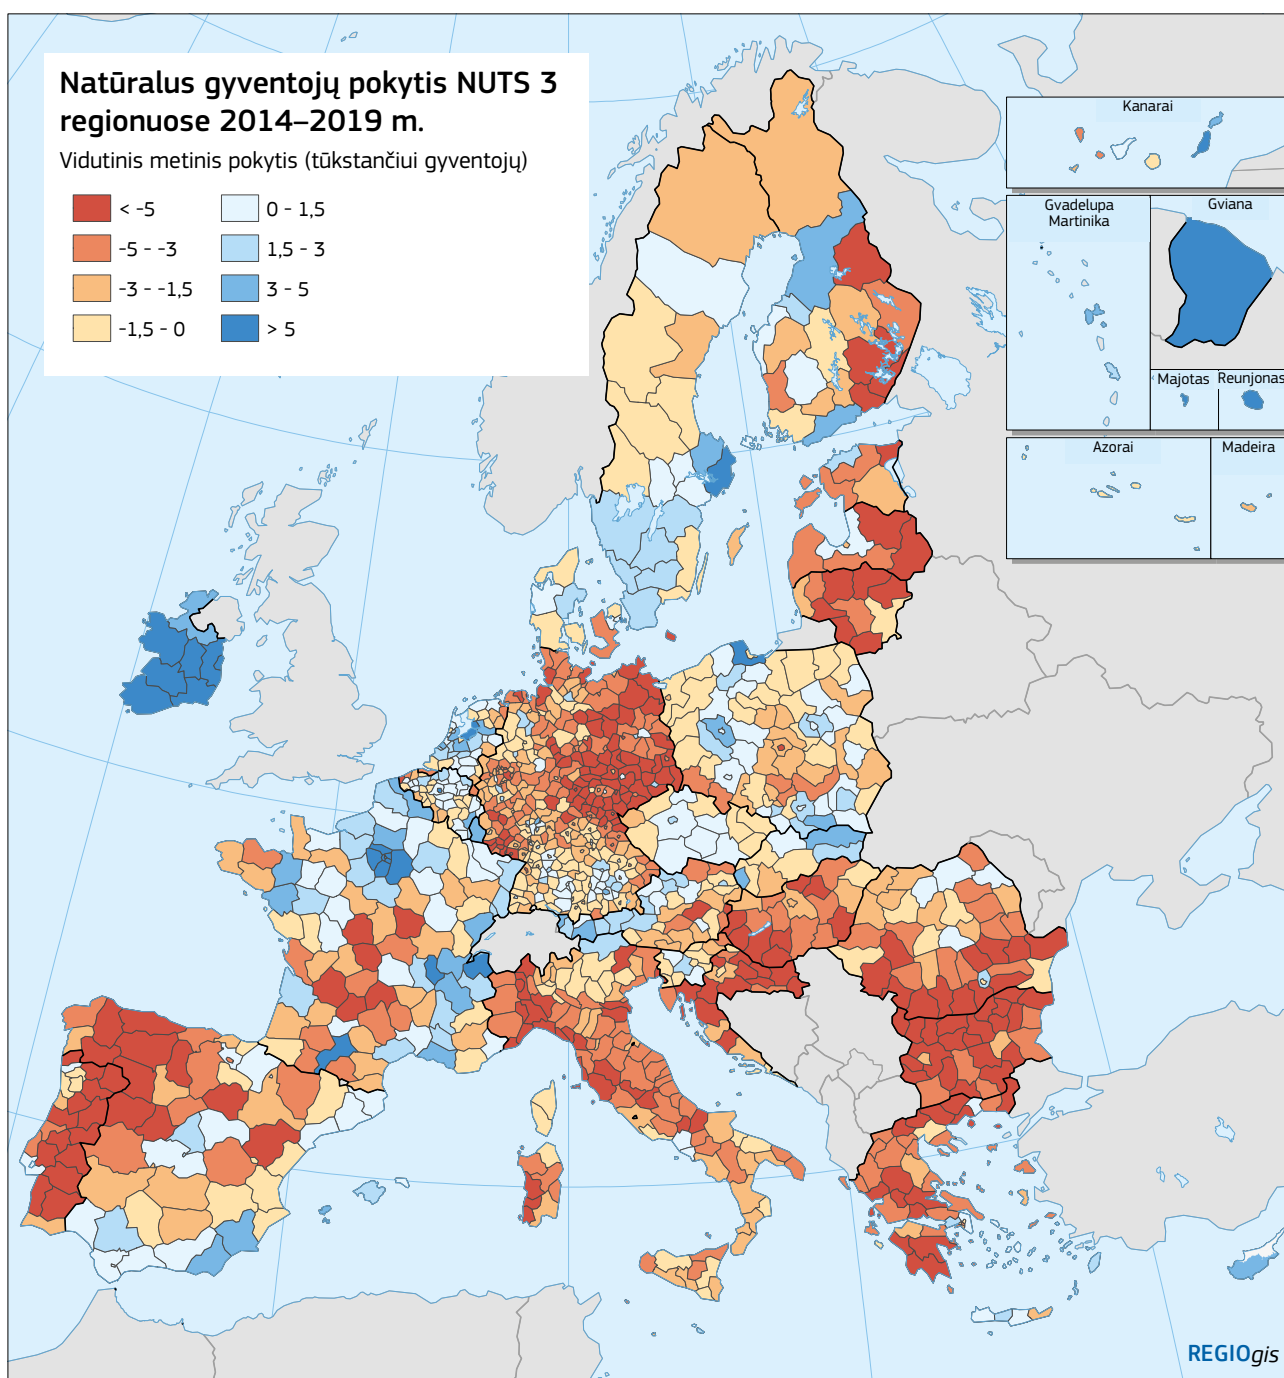 Natūralus gyventojų pokytis NUTS 3
regionuose 2014–2019 m.
Vidutinis metinis pokytis (tūkstančiui gyventojų)
< -5
-5 - -3
-3 - -1,5
-1,5 - 0
0 - 1,5
1,5 - 3
3 - 5
> 5
Kanarai
Gvadelupa
Martinika
Gviana
Majotas
Reunjonas
Azorai
Madeira
REGIOgis